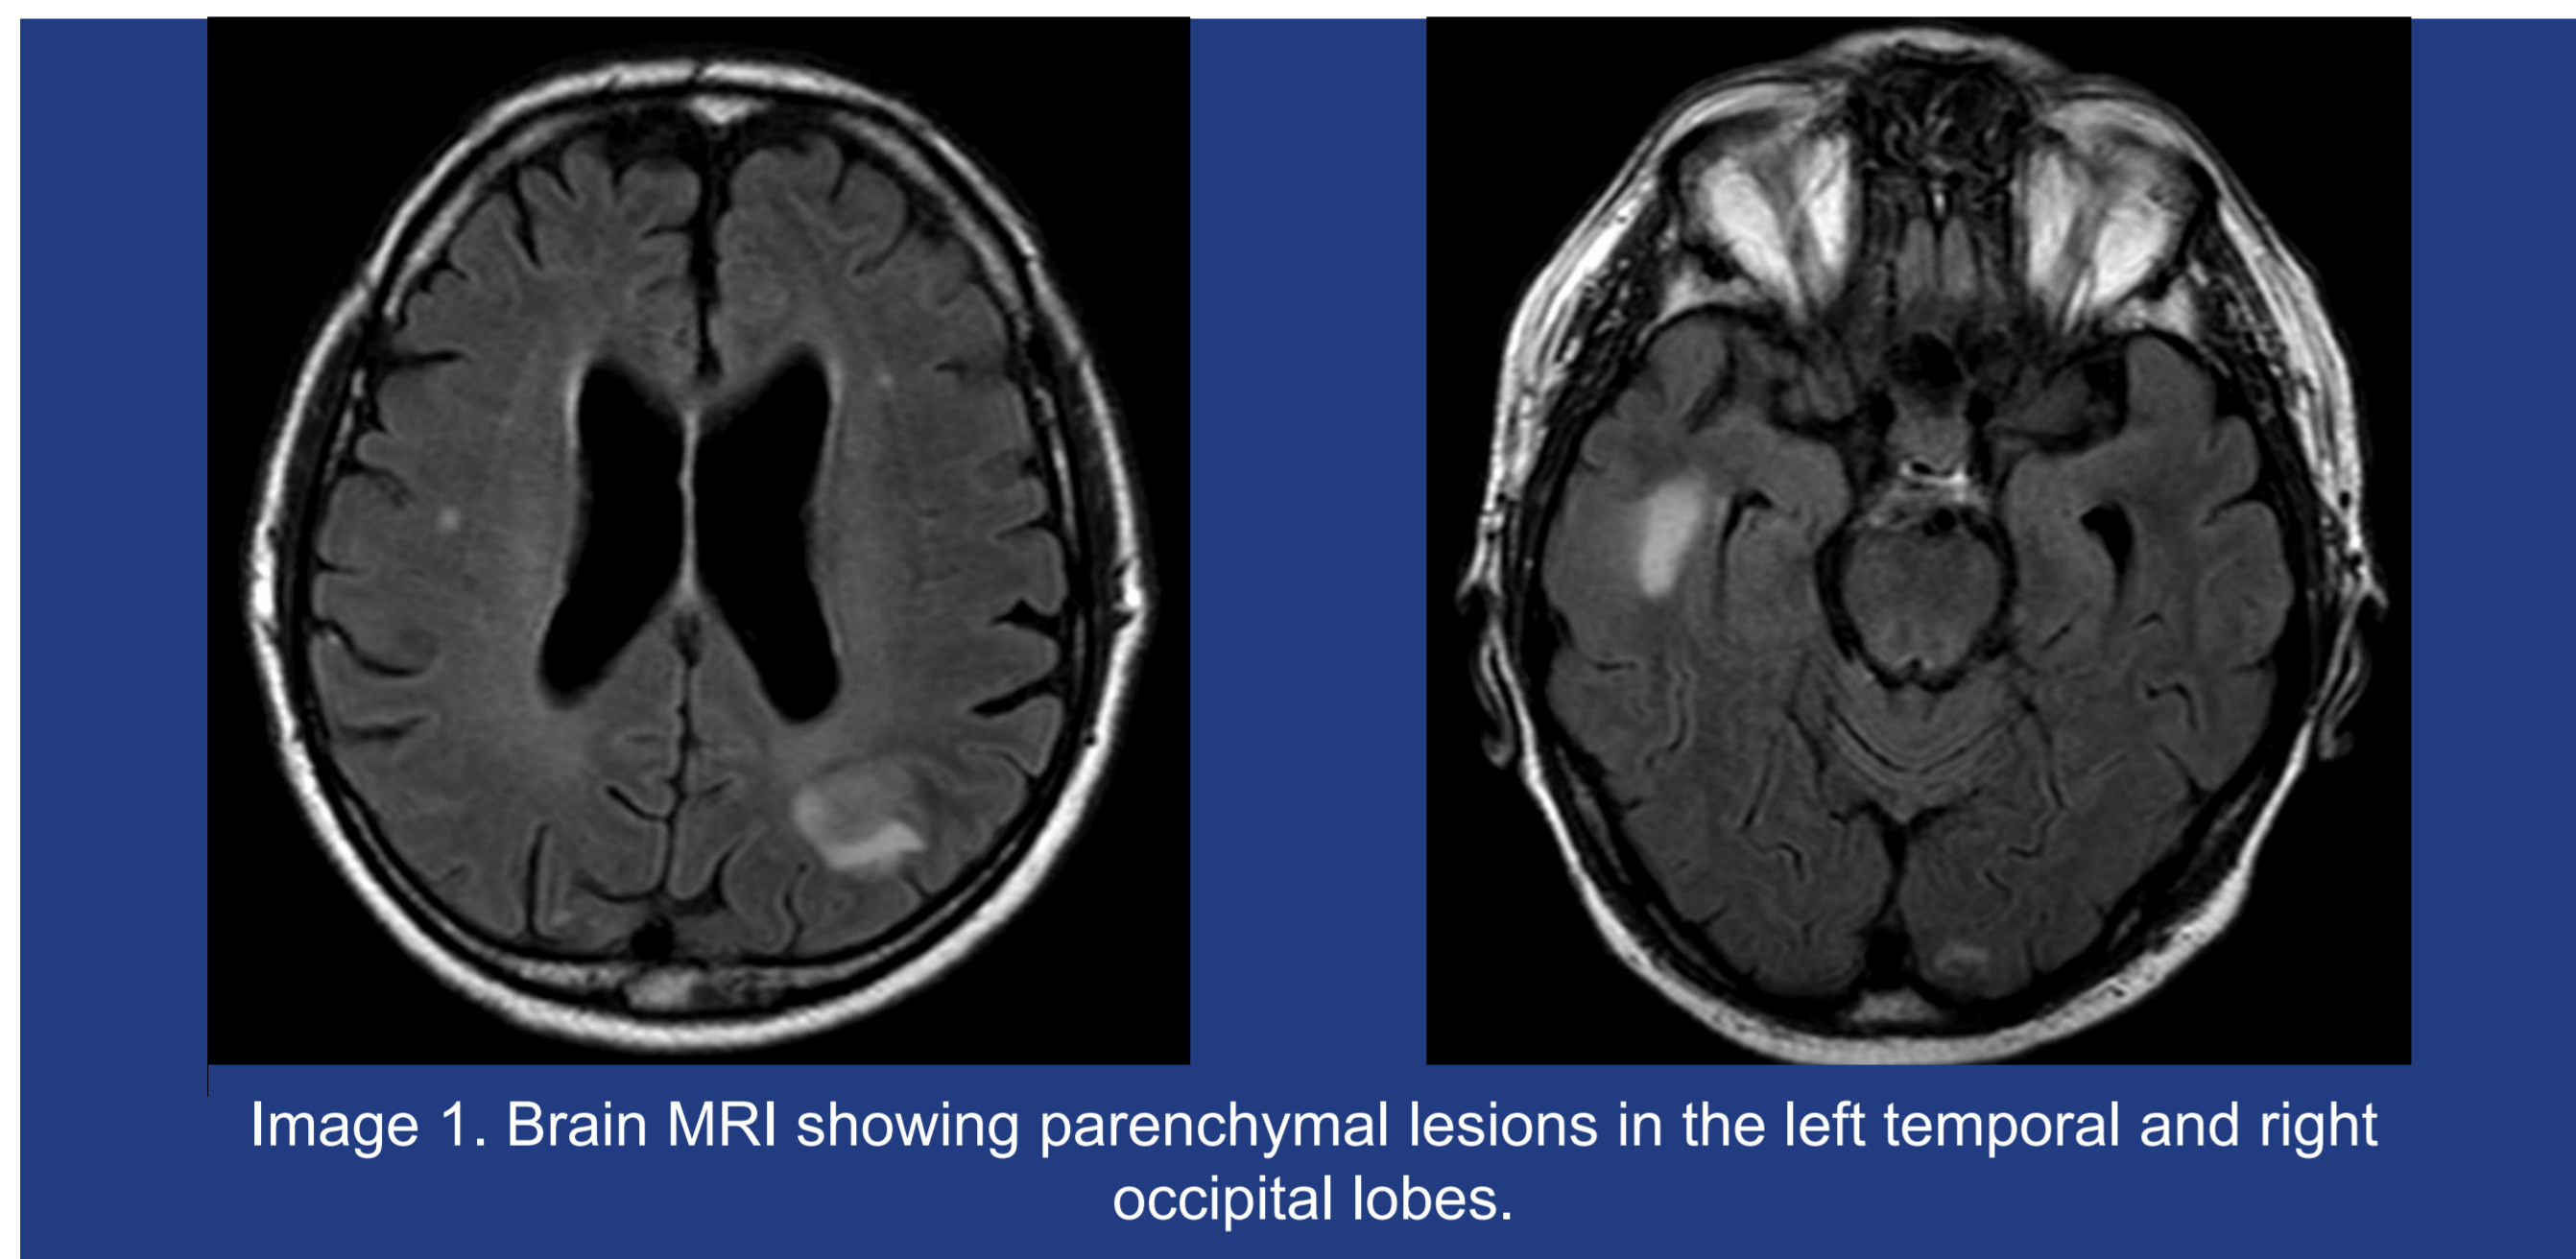 Image 1. Brain MRI showing parenchymal lesions in the left temporal and right
occipital lobes.